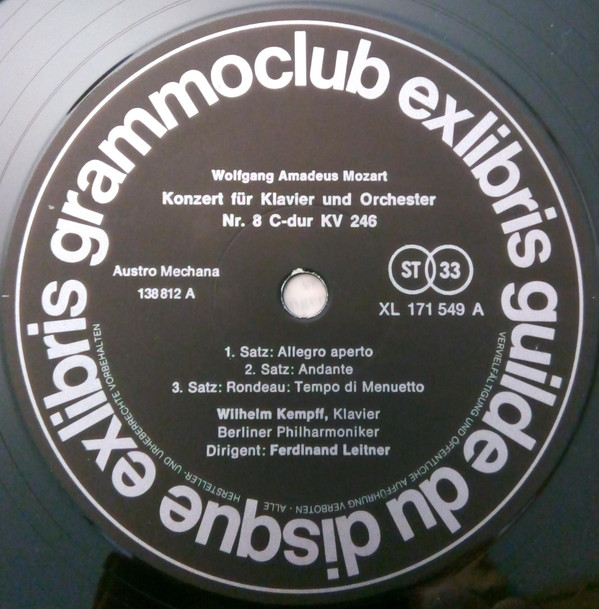 exlibris grammoclub exlibris guilde du disque
Wolfgang Amadeus Mozart
Konzert für Klavier und Orchester
Nr. 8 C-dur KV 246
Austro Mechana
138 812 A
ST 33
XL 171 549 A
1. Satz: Allegro aperto
2. Satz: Andante
3. Satz: Rondeau: Tempo di Menuetto
Wilhelm Kempff, Klavier
Berliner Philharmoniker
Dirigent: Ferdinand Leitner
ALLE HERSTELLER- UND URHEBERRECHTE VORBEHALTEN
VERVIELFÄLTIGUNG UND ÖFFENTLICHE AUFFÜHRUNG VERBOTEN ·